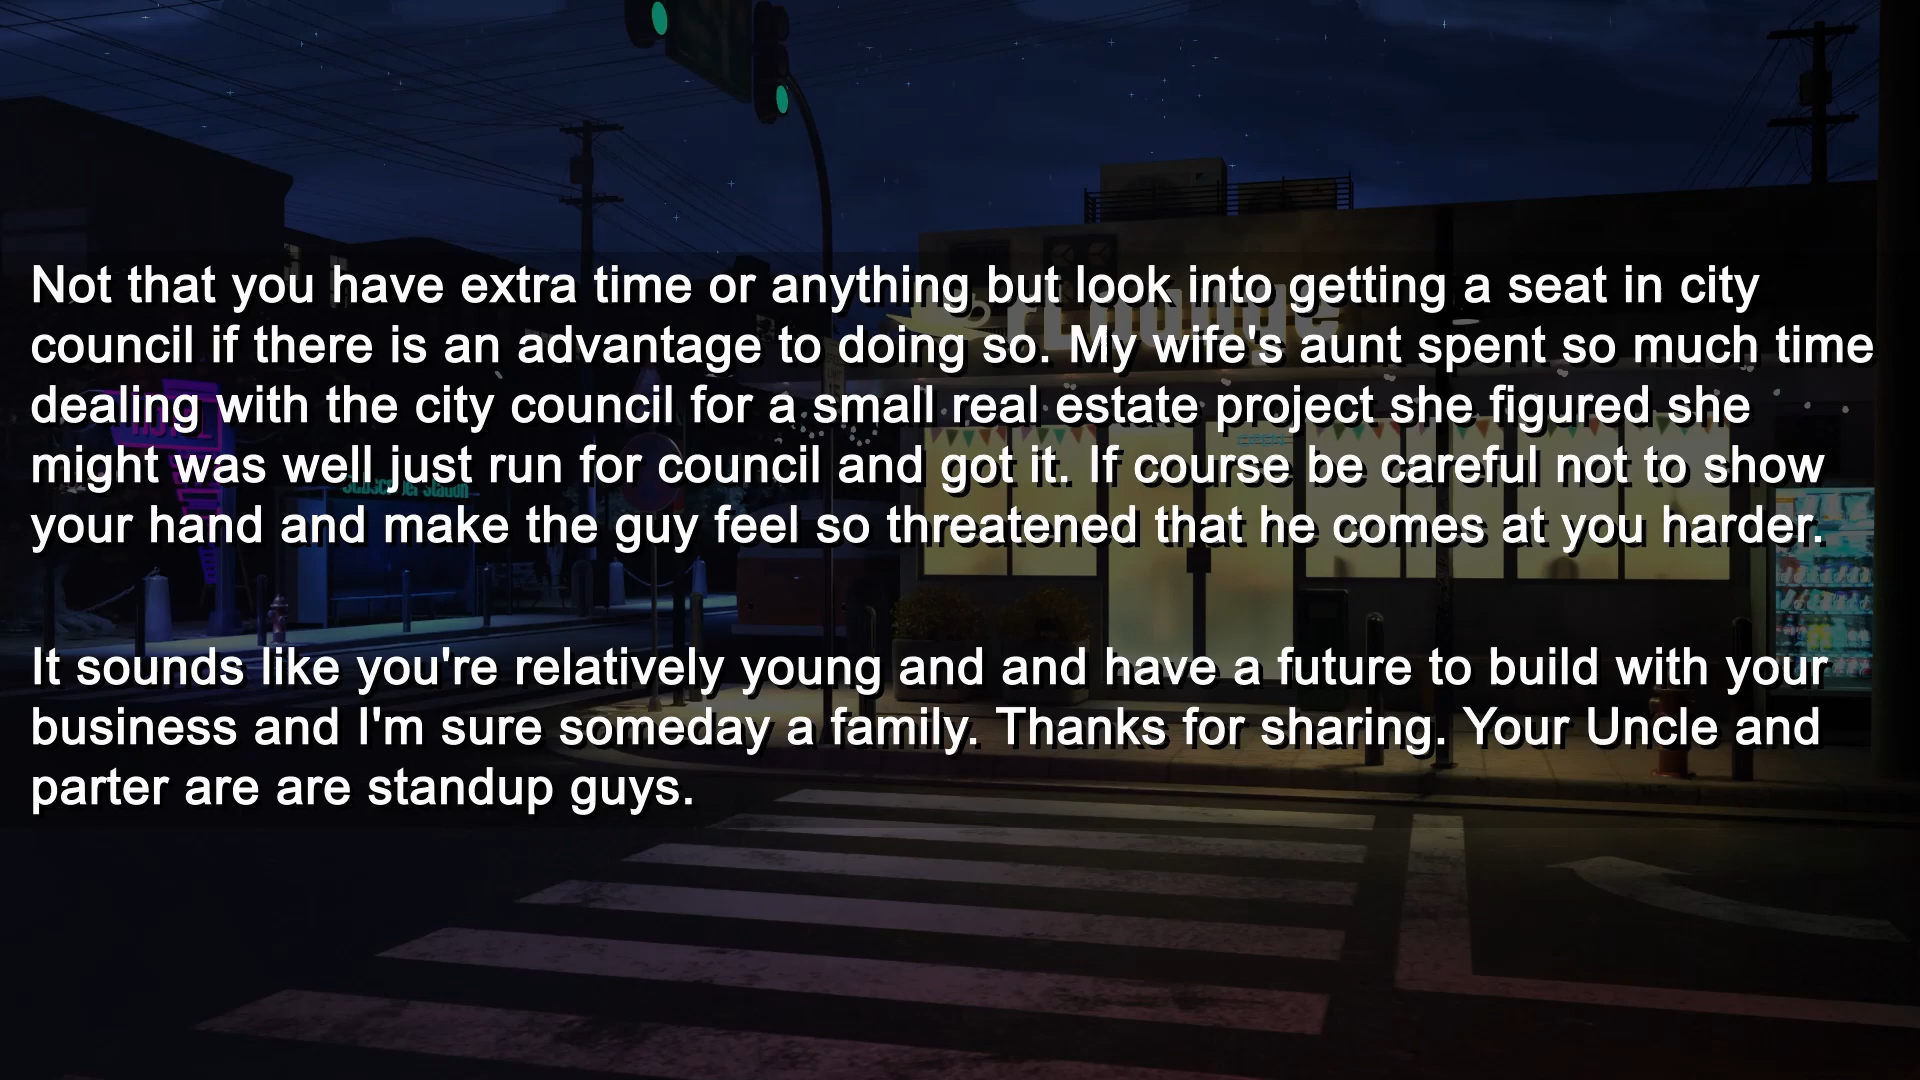 Not that you have extra time or anything but look into getting a seat in city
council if there is an advantage to doing so. My wife's aunt spent so much time
dealing with the city council for a small real estate project she figured she
might was well just run for council and got it. If course be careful not to show
your hand and make the guy feel so threatened that he comes at you harder.
It sounds like you're relatively young and and have a future to build with your
business and I'm sure someday a family. Thanks for sharing. Your Uncle and
parter are are standup guys.